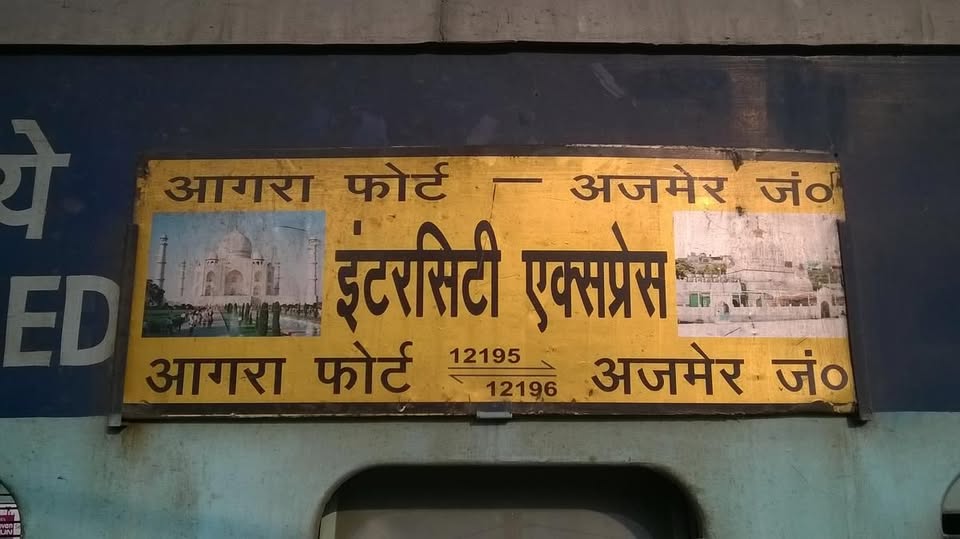 आगरा फोर्ट — अजमेर जं०
इंटरसिटी एक्सप्रेस
आगरा फोर्ट 12195 अजमेर जं०
12196
ये
ED